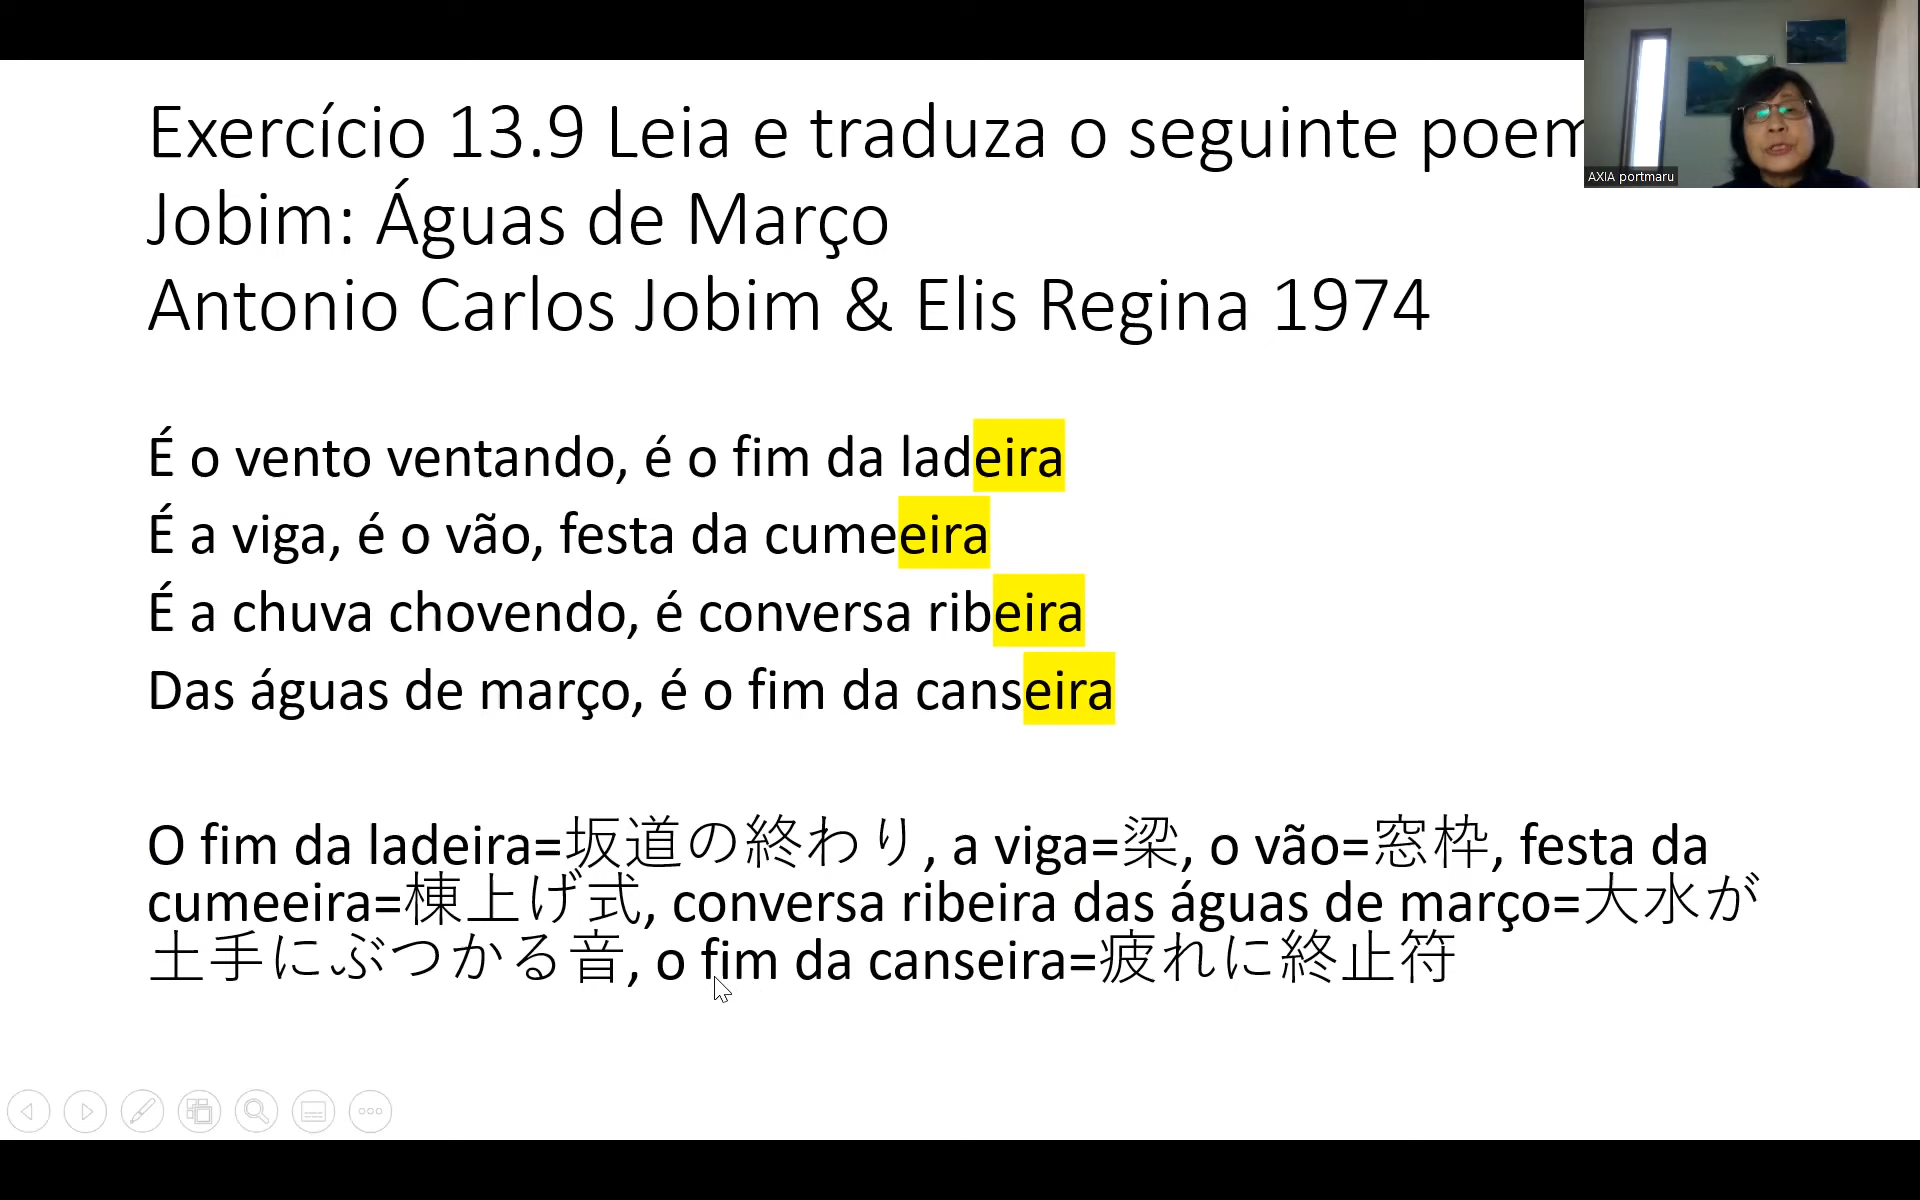 Exercício 13.9 Leia e traduza o seguinte poem
Jobim: Águas de Março
Antonio Carlos Jobim & Elis Regina 1974
AXIA portmaru
É o vento ventando, é o fim da ladeira
É a viga, é o vão, festa da cumeeira
É a chuva chovendo, é conversa ribeira
Das águas de março, é o fim da canseira
O fim da ladeira=坂道の終わり, a viga=梁, o vão=窓枠, festa da
cumeeira=棟上げ式, conversa ribeira das águas de março=大水が
土手にぶつかる音, o fim da canseira=疲れに終止符